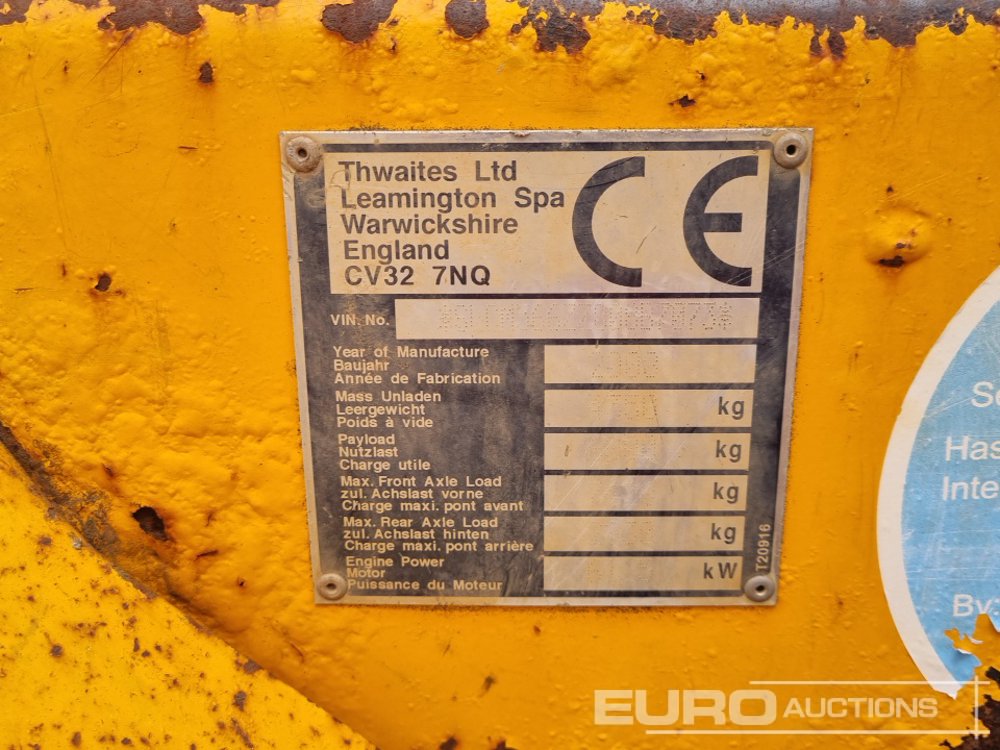 Thwaites Ltd
Leamington Spa
Warwickshire
England
CV32 7NQ
CE
VIN. No.
Year of Manufacture
Baujahr
Année de Fabrication
Mass Unladen
Leergewicht
Poids à vide
kg
Payload
Nutzlast
Charge utile
kg
Max. Front Axle Load
zul. Achslast vorne
Charge maxi. pont avant
kg
Max. Rear Axle Load
zul. Achslast hinten
Charge maxi. pont arrière
kg
Engine Power
Motor
Puissance du Moteur
kW
T20916
Has
Inte
By.
EURO AUCTIONS